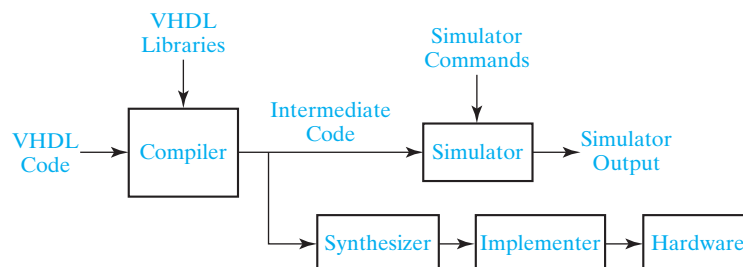 VHDL
Libraries
Simulator
Commands
Intermediate
Code
VHDL
Code
Compiler
Simulator
Simulator
Output
Synthesizer
Implementer
Hardware